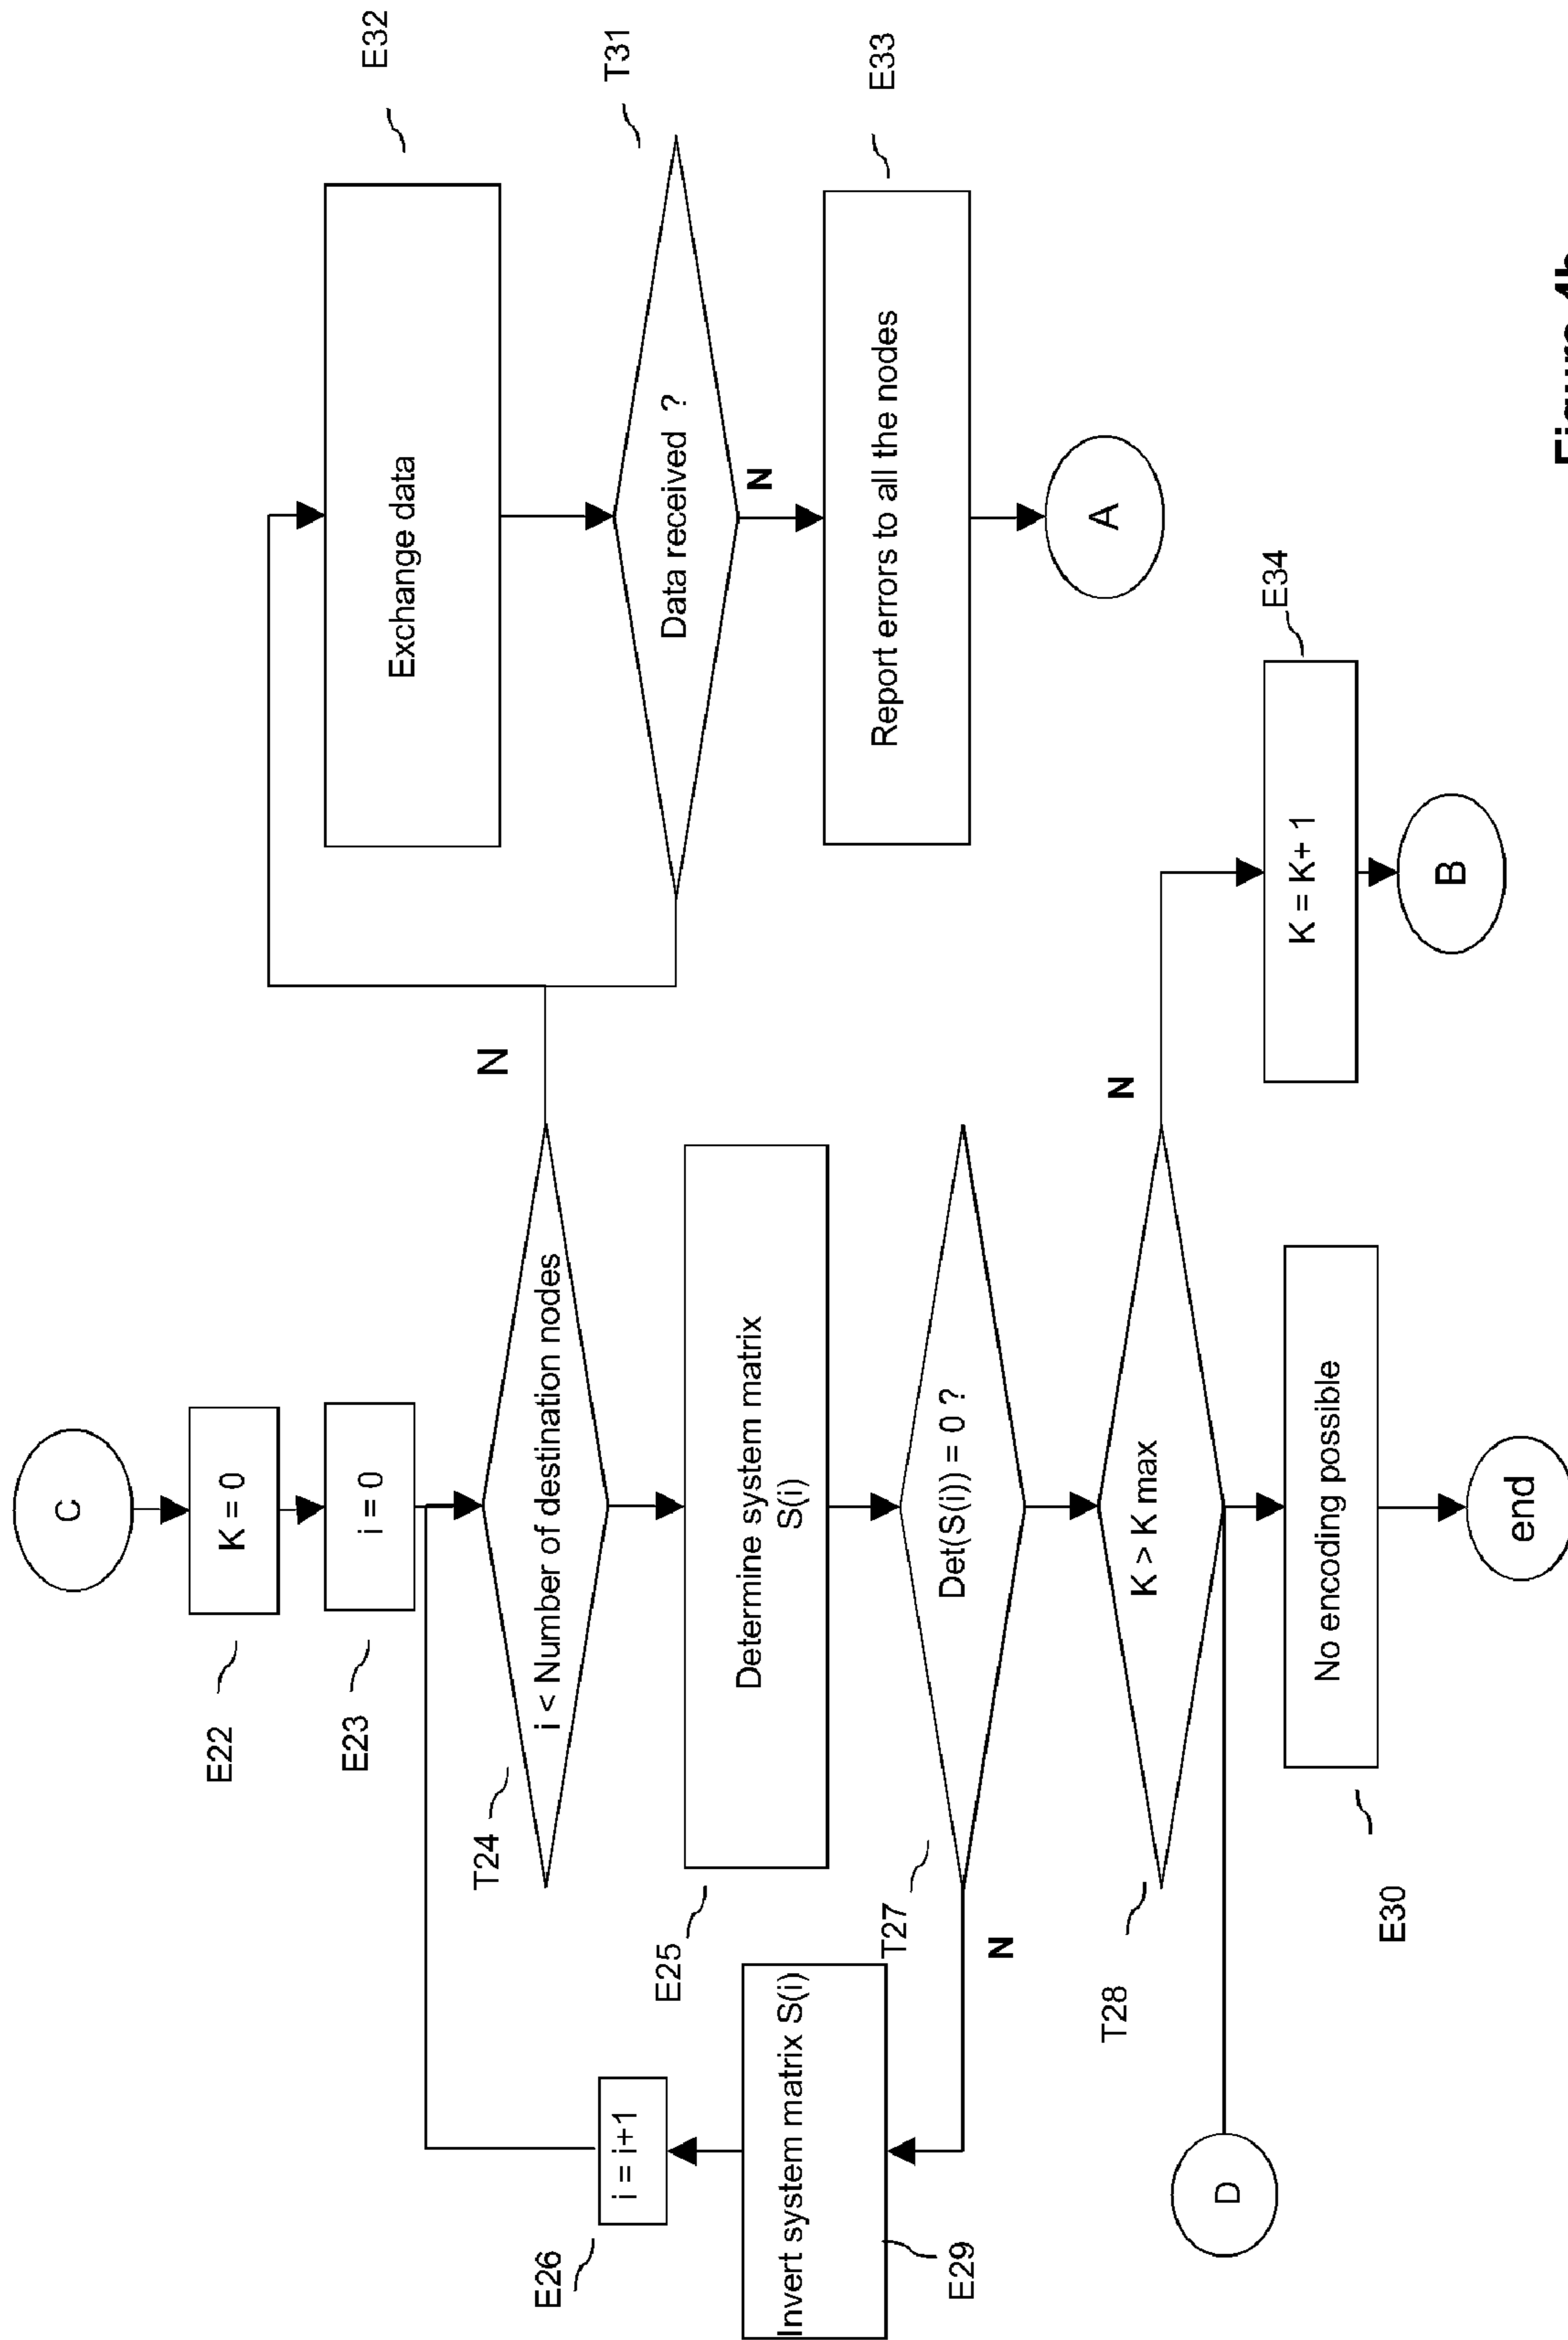 C
K = 0
E22
i = 0
E23
i < Number of destination nodes
T24
N
Determine system matrix
S(i)
E25
Det(S(i)) = 0 ?
T27
N
Invert system matrix S(i)
E29
i = i+1
E26
K > K max
T28
N
D
No encoding possible
E30
end
Exchange data
E32
Data received ?
T31
N
Report errors to all the nodes
E33
A
K = K+ 1
E34
B